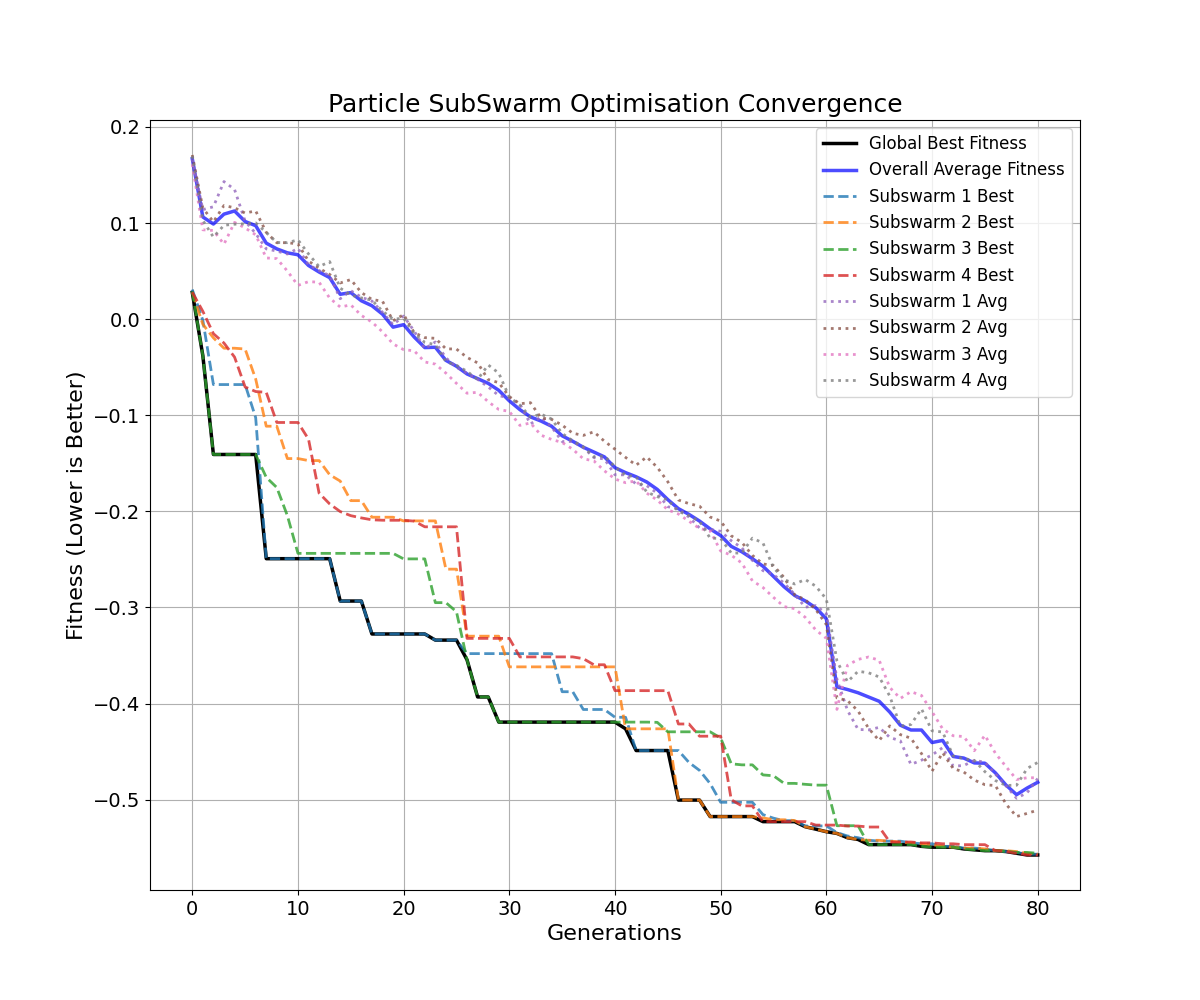 Particle SubSwarm Optimisation Convergence
Fitness (Lower is Better)
0.2
0.1
0.0
−0.1
−0.2
−0.3
−0.4
−0.5
Global Best Fitness
Overall Average Fitness
Subswarm 1 Best
Subswarm 2 Best
Subswarm 3 Best
Subswarm 4 Best
Subswarm 1 Avg
Subswarm 2 Avg
Subswarm 3 Avg
Subswarm 4 Avg
0 10 20 30 40 50 60 70 80
Generations